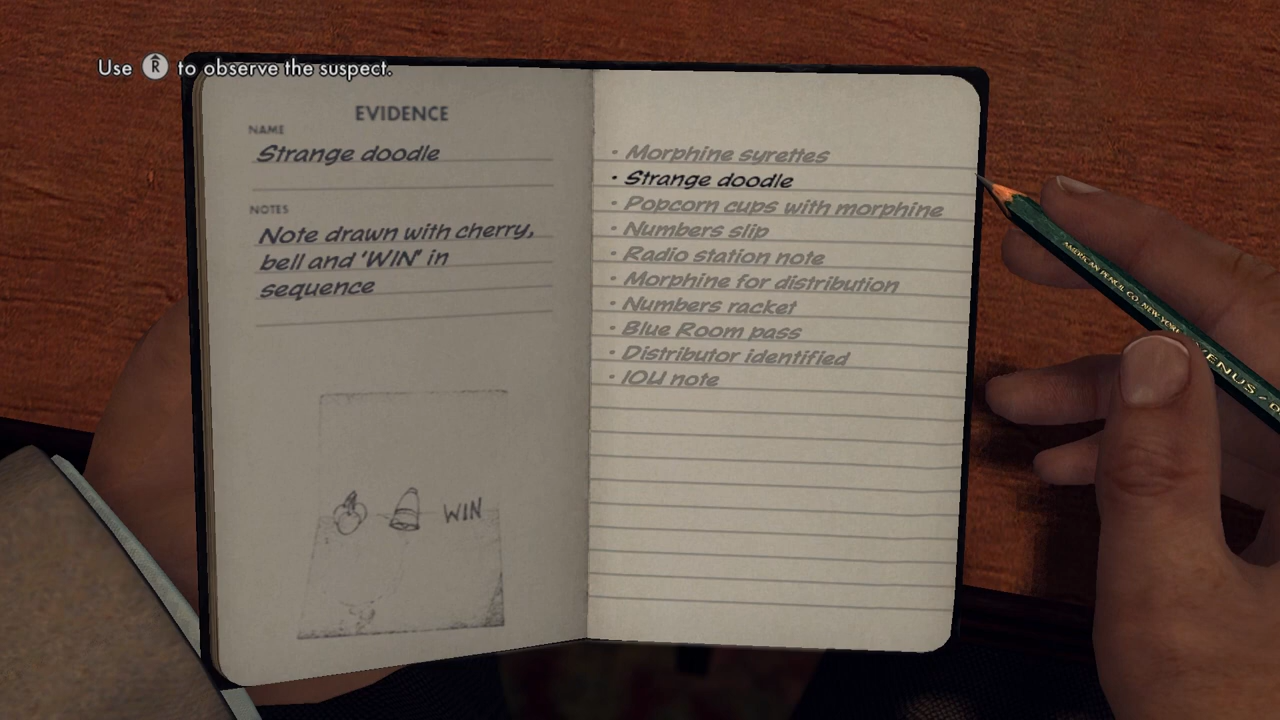 Use R to observe the suspect.
EVIDENCE
NAME
Strange doodle
NOTES
Note drawn with cherry,
bell and 'WIN' in
sequence
WIN
· Morphine syrettes
· Strange doodle
· Popcorn cups with morphine
· Numbers slip
· Radio station note
· Morphine for distribution
· Numbers racket
· Blue Room pass
· Distributor identified
· IOU note
AMERICAN PENCIL CO. NEW YORK
VENUS